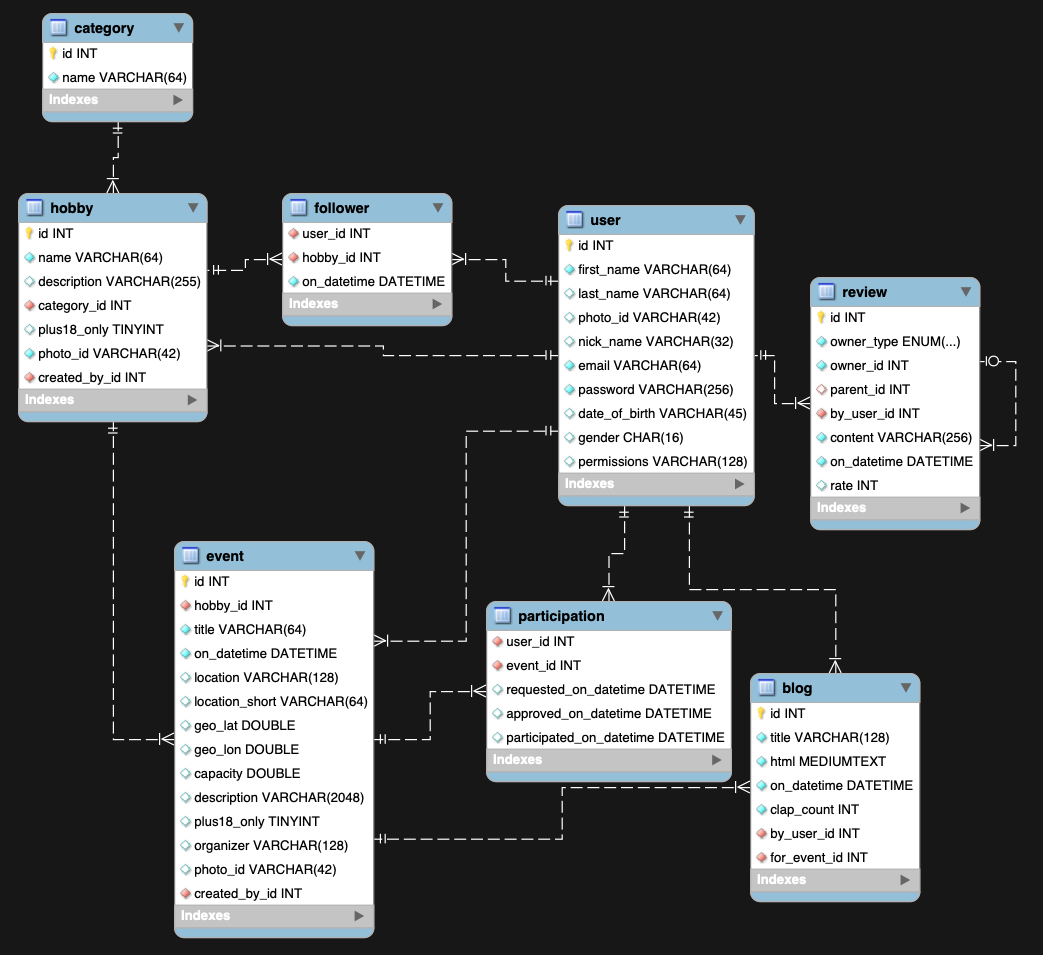 category
id INT
name VARCHAR(64)
Indexes
hobby
id INT
name VARCHAR(64)
description VARCHAR(255)
category_id INT
plus18_only TINYINT
photo_id VARCHAR(42)
created_by_id INT
Indexes
follower
user_id INT
hobby_id INT
on_datetime DATETIME
Indexes
user
id INT
first_name VARCHAR(64)
last_name VARCHAR(64)
photo_id VARCHAR(42)
nick_name VARCHAR(32)
email VARCHAR(64)
password VARCHAR(256)
date_of_birth VARCHAR(45)
gender CHAR(16)
permissions VARCHAR(128)
Indexes
review
id INT
owner_type ENUM(...)
owner_id INT
parent_id INT
by_user_id INT
content VARCHAR(256)
on_datetime DATETIME
rate INT
Indexes
event
id INT
hobby_id INT
title VARCHAR(64)
on_datetime DATETIME
location VARCHAR(128)
location_short VARCHAR(64)
geo_lat DOUBLE
geo_lon DOUBLE
capacity DOUBLE
description VARCHAR(2048)
plus18_only TINYINT
organizer VARCHAR(128)
photo_id VARCHAR(42)
created_by_id INT
Indexes
participation
user_id INT
event_id INT
requested_on_datetime DATETIME
approved_on_datetime DATETIME
participated_on_datetime DATETIME
Indexes
blog
id INT
title VARCHAR(128)
html MEDIUMTEXT
on_datetime DATETIME
clap_count INT
by_user_id INT
for_event_id INT
Indexes